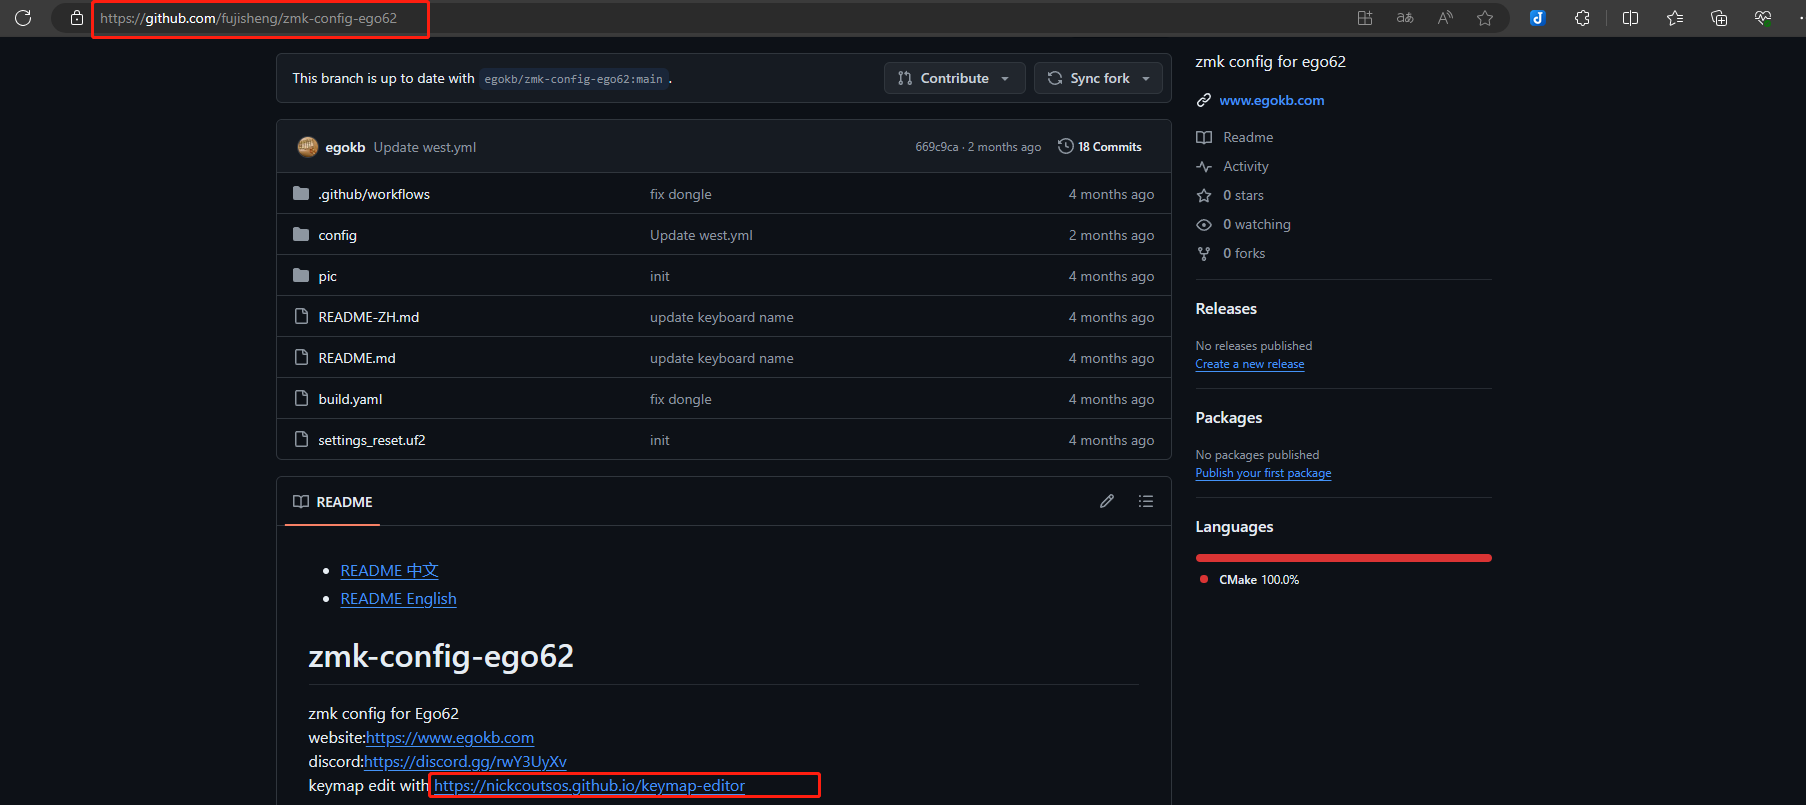 https://github.com/fujisheng/zmk-config-ego62
This branch is up to date with egokb/zmk-config-ego62:main .
Contribute
Sync fork
egokb Update west.yml
669c9ca · 2 months ago
18 Commits
.github/workflows fix dongle 4 months ago
config Update west.yml 2 months ago
pic init 4 months ago
README-ZH.md update keyboard name 4 months ago
README.md update keyboard name 4 months ago
build.yaml fix dongle 4 months ago
settings_reset.uf2 init 4 months ago
README
README 中文
README English
zmk-config-ego62
zmk config for Ego62
website:https://www.egokb.com
discord:https://discord.gg/rwY3UyXv
keymap edit with https://nickcoutsos.github.io/keymap-editor
zmk config for ego62
www.egokb.com
Readme
Activity
0 stars
0 watching
0 forks
Releases
No releases published
Create a new release
Packages
No packages published
Publish your first package
Languages
CMake 100.0%